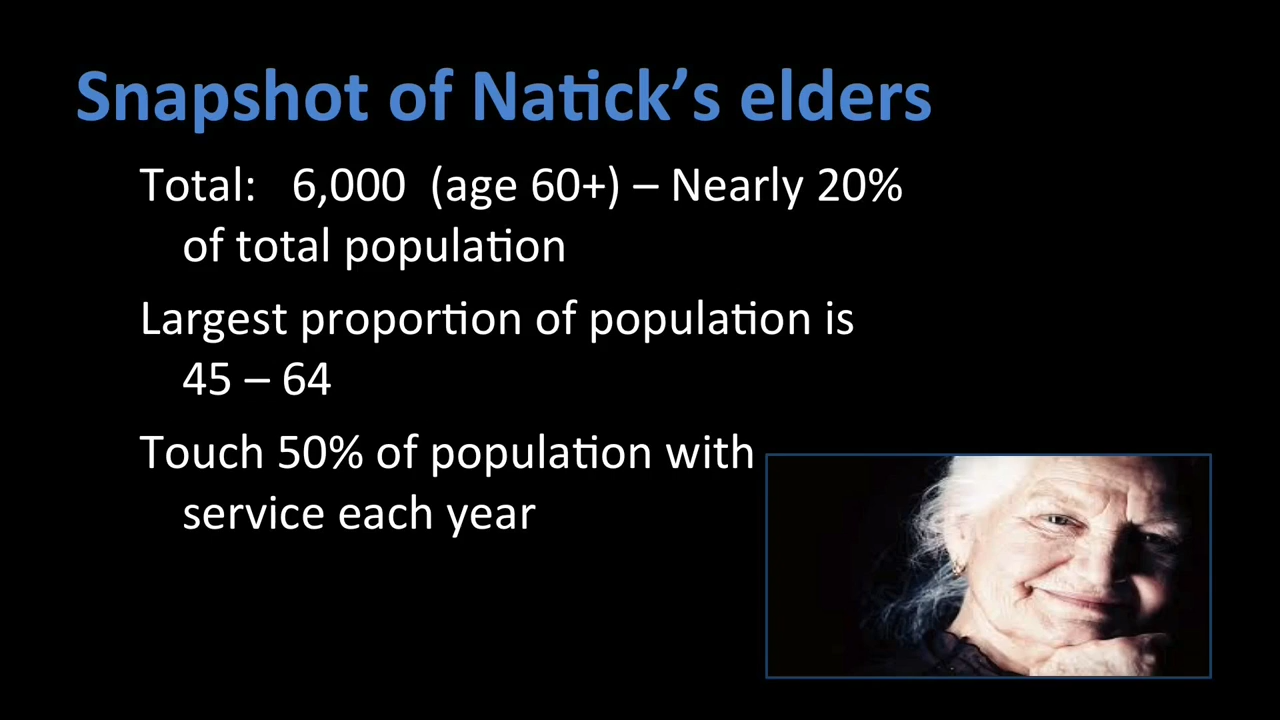 Snapshot of Natick’s elders
Total: 6,000 (age 60+) – Nearly 20%
of total population
Largest proportion of population is
45 – 64
Touch 50% of population with
service each year